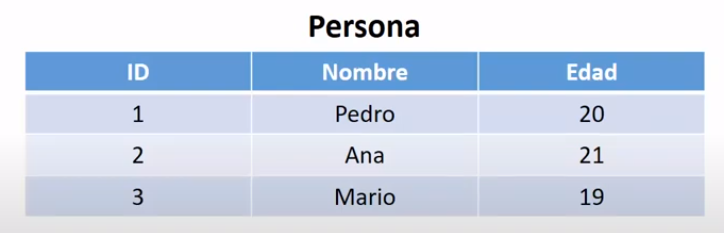 Persona
ID Nombre Edad
1 Pedro 20
2 Ana 21
3 Mario 19